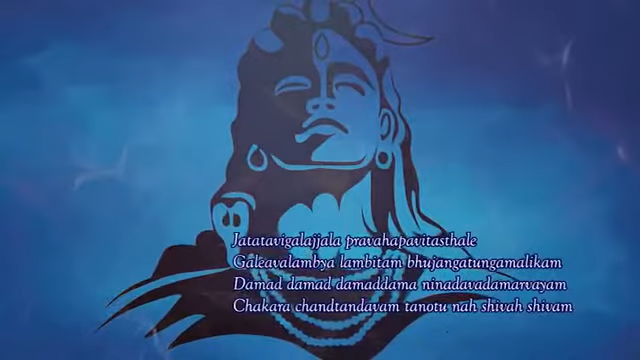 Jatatavigalajjala pravahapavitasthale
Galeavalambya lambitam bhujangatungamalikam
Damad damad damaddama ninadavadamarvayam
Chakara chandtandavam tanotu nah shivah shivam